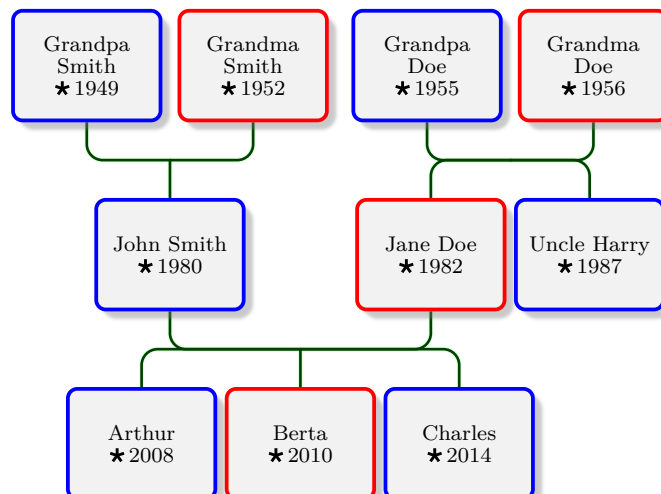 Grandpa
Smith
★ 1949
Grandma
Smith
★ 1952
Grandpa
Doe
★ 1955
Grandma
Doe
★ 1956
John Smith
★ 1980
Jane Doe
★ 1982
Uncle Harry
★ 1987
Arthur
★ 2008
Berta
★ 2010
Charles
★ 2014